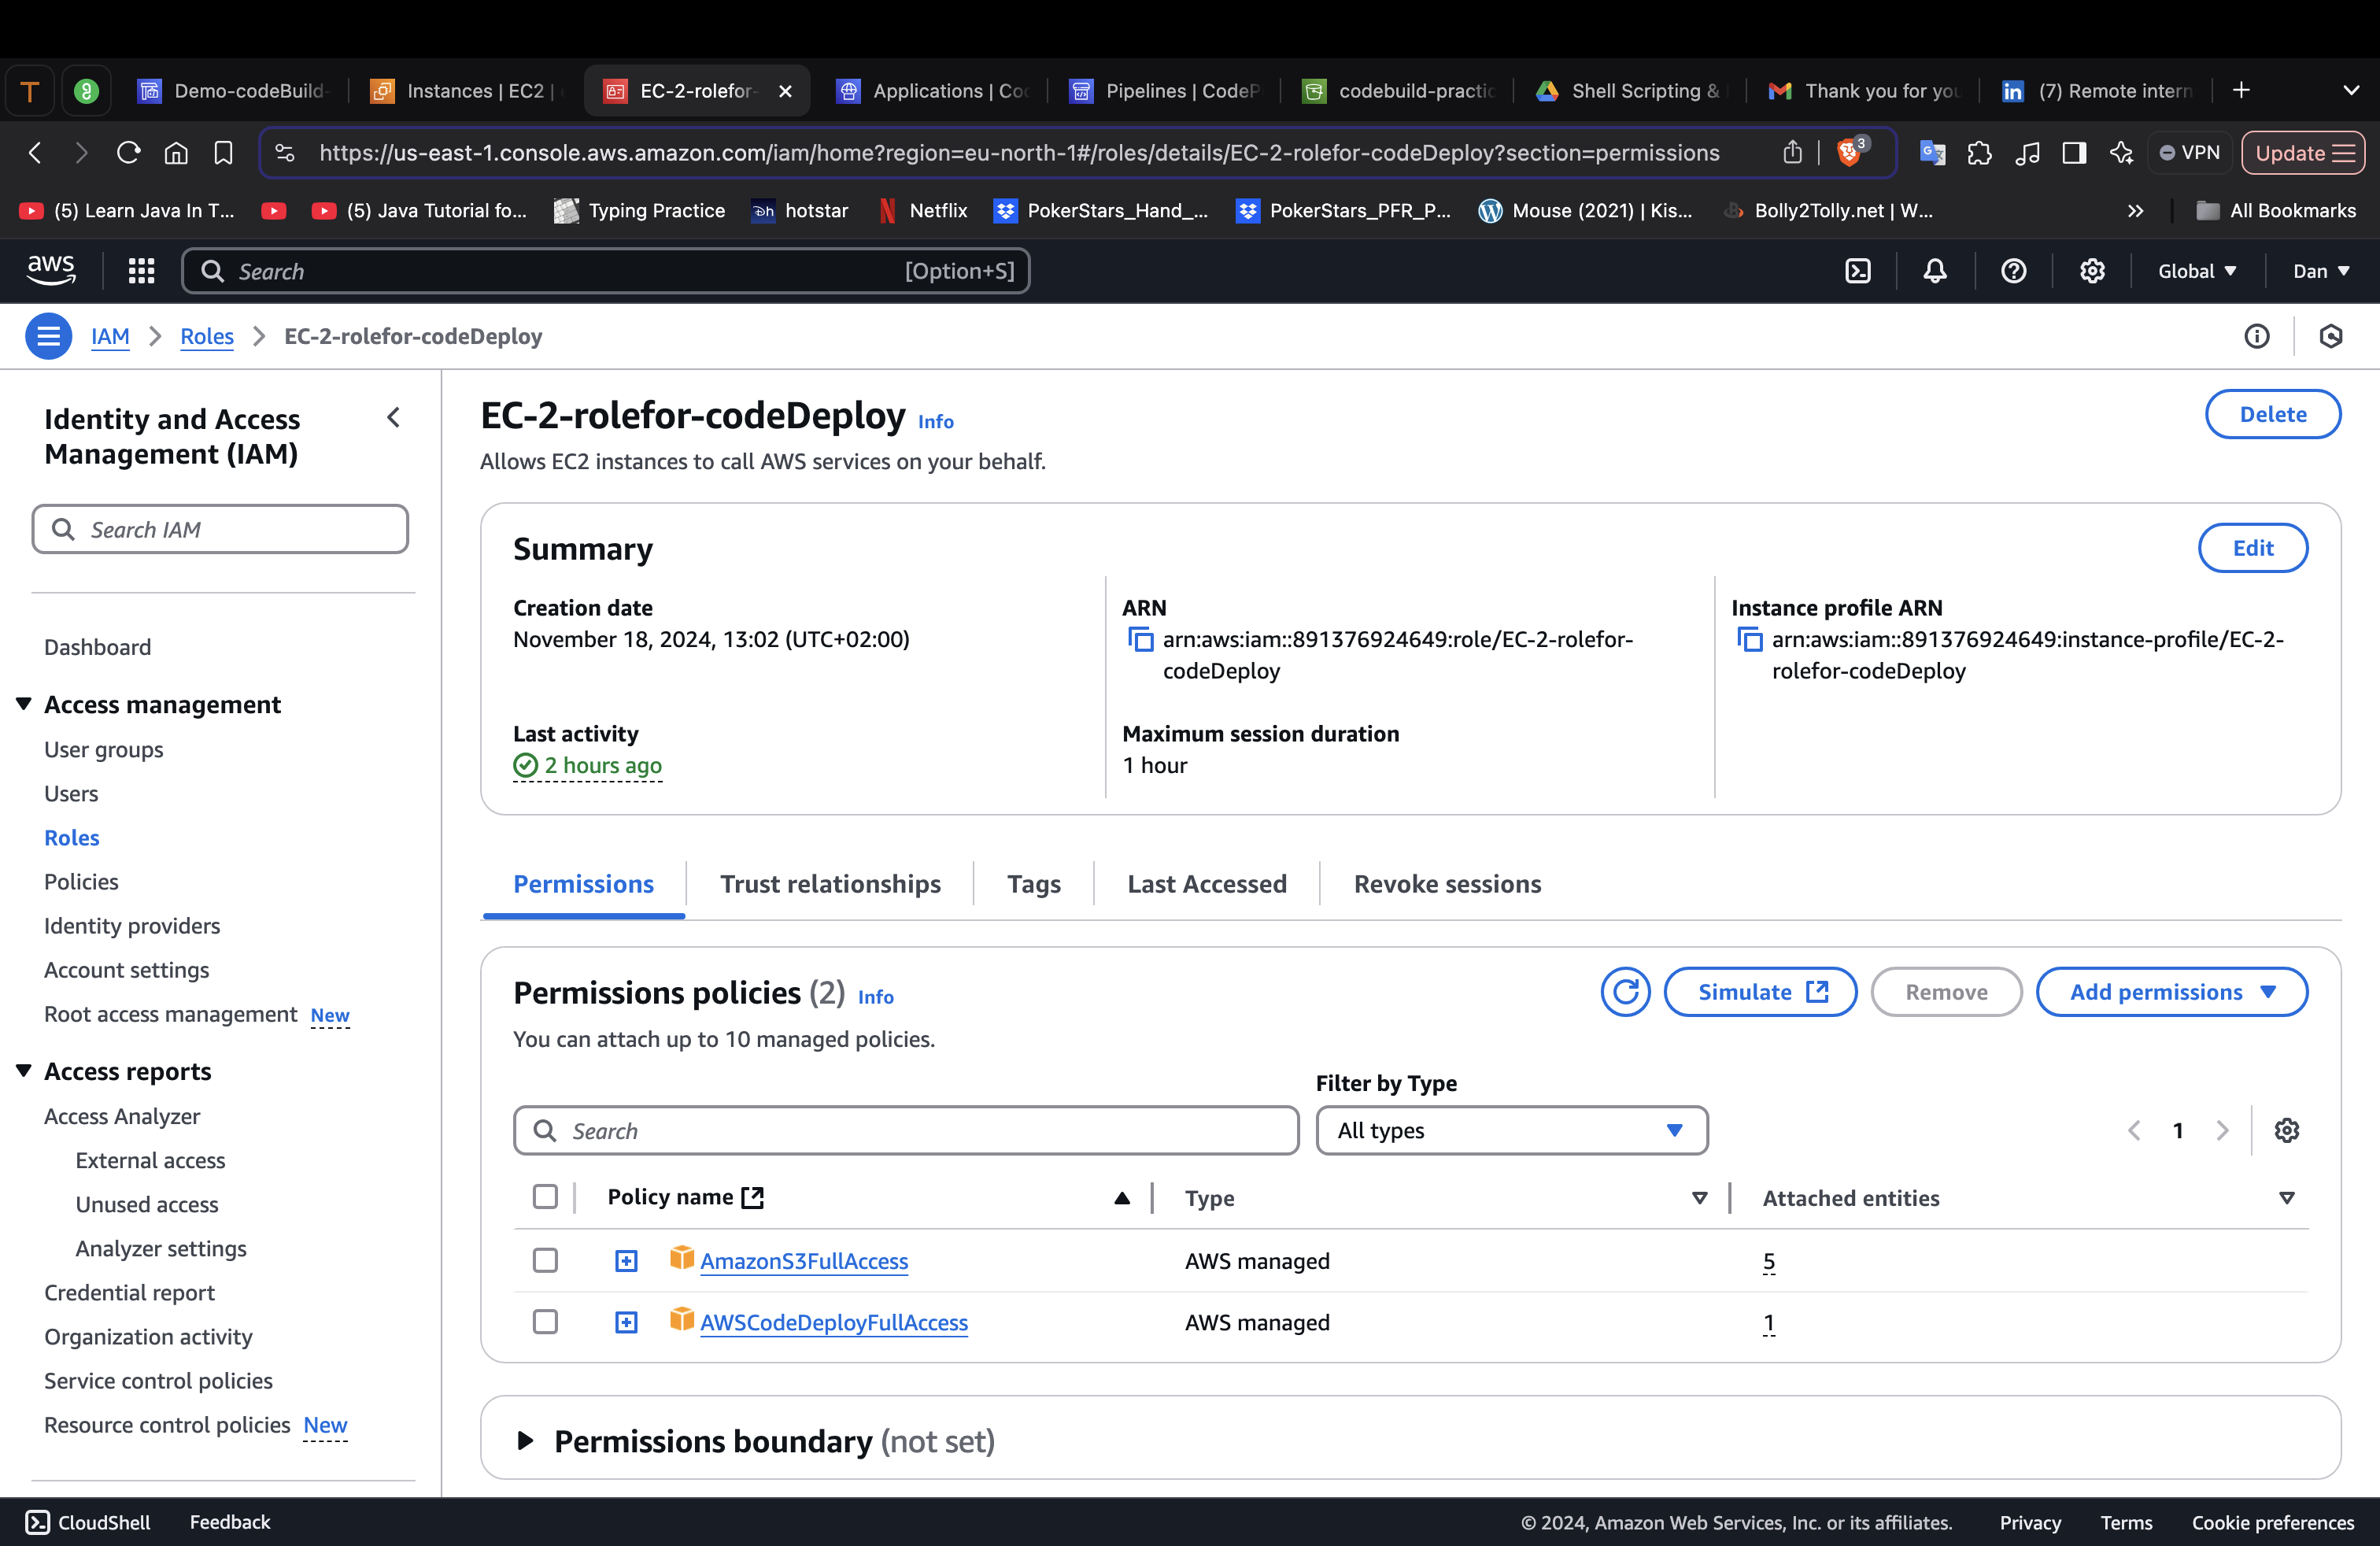 T
Demo-codeBuild-
Instances | EC2 |
EC-2-rolefor-
Applications | Co
Pipelines | CodeP
codebuild-practic
Shell Scripting &
Thank you for you
(7) Remote intern
https://us-east-1.console.aws.amazon.com/iam/home?region=eu-north-1#/roles/details/EC-2-rolefor-codeDeploy?section=permissions
3
VPN
Update
(5) Learn Java In T...
(5) Java Tutorial fo...
Typing Practice
hotstar
Netflix
PokerStars_Hand_...
PokerStars_PFR_P...
Mouse (2021) | Kis...
Bolly2Tolly.net | W...
All Bookmarks
aws
Search
[Option+S]
Global
Dan
IAM
Roles
EC-2-rolefor-codeDeploy
Identity and Access
Management (IAM)
Search IAM
Dashboard
Access management
User groups
Users
Roles
Policies
Identity providers
Account settings
Root access management New
Access reports
Access Analyzer
External access
Unused access
Analyzer settings
Credential report
Organization activity
Service control policies
Resource control policies New
EC-2-rolefor-codeDeploy Info
Delete
Allows EC2 instances to call AWS services on your behalf.
Summary
Edit
Creation date
November 18, 2024, 13:02 (UTC+02:00)
ARN
arn:aws:iam::891376924649:role/EC-2-rolefor-
codeDeploy
Instance profile ARN
arn:aws:iam::891376924649:instance-profile/EC-2-
rolefor-codeDeploy
Last activity
2 hours ago
Maximum session duration
1 hour
Permissions
Trust relationships
Tags
Last Accessed
Revoke sessions
Permissions policies (2) Info
Simulate
Remove
Add permissions
You can attach up to 10 managed policies.
Filter by Type
Search
All types
1
Policy name
Type
Attached entities
AmazonS3FullAccess
AWS managed
5
AWSCodeDeployFullAccess
AWS managed
1
Permissions boundary (not set)
CloudShell
Feedback
© 2024, Amazon Web Services, Inc. or its affiliates.
Privacy
Terms
Cookie preferences